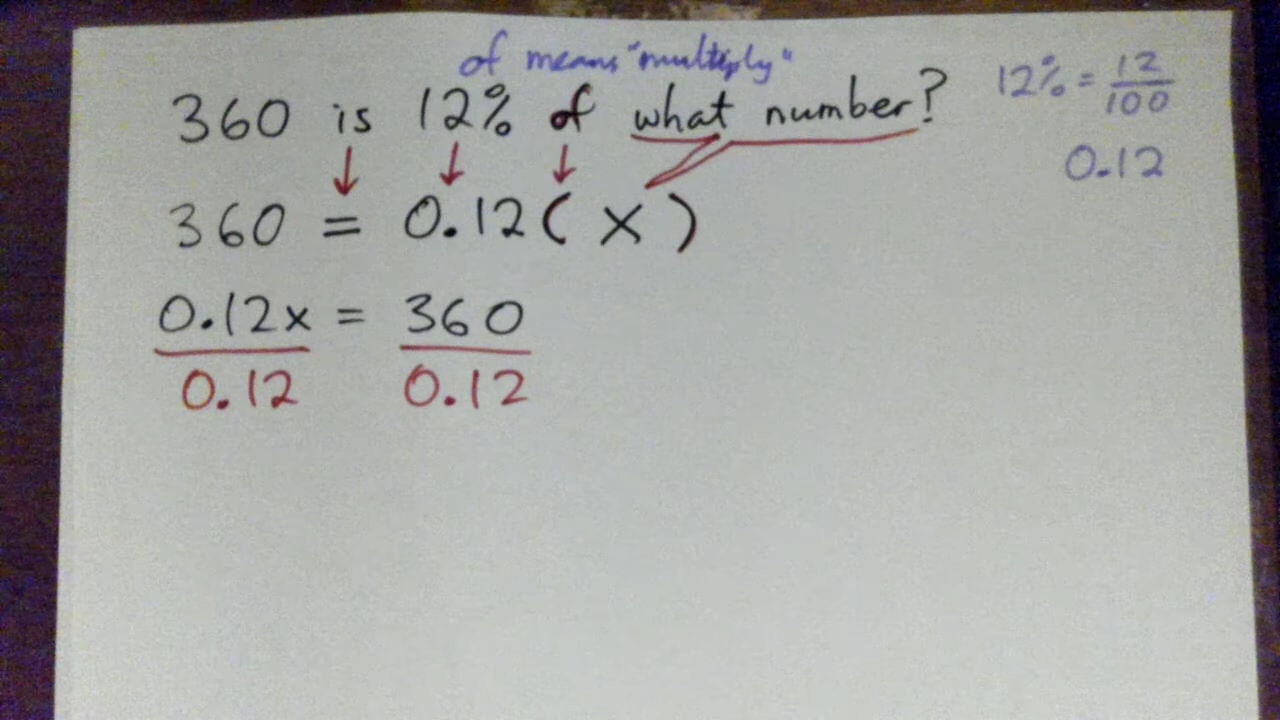 of means "multiply"
360 is 12% of what number?
12% = 12/100
0.12
360 = 0.12( x )
0.12x = 360
0.12 0.12